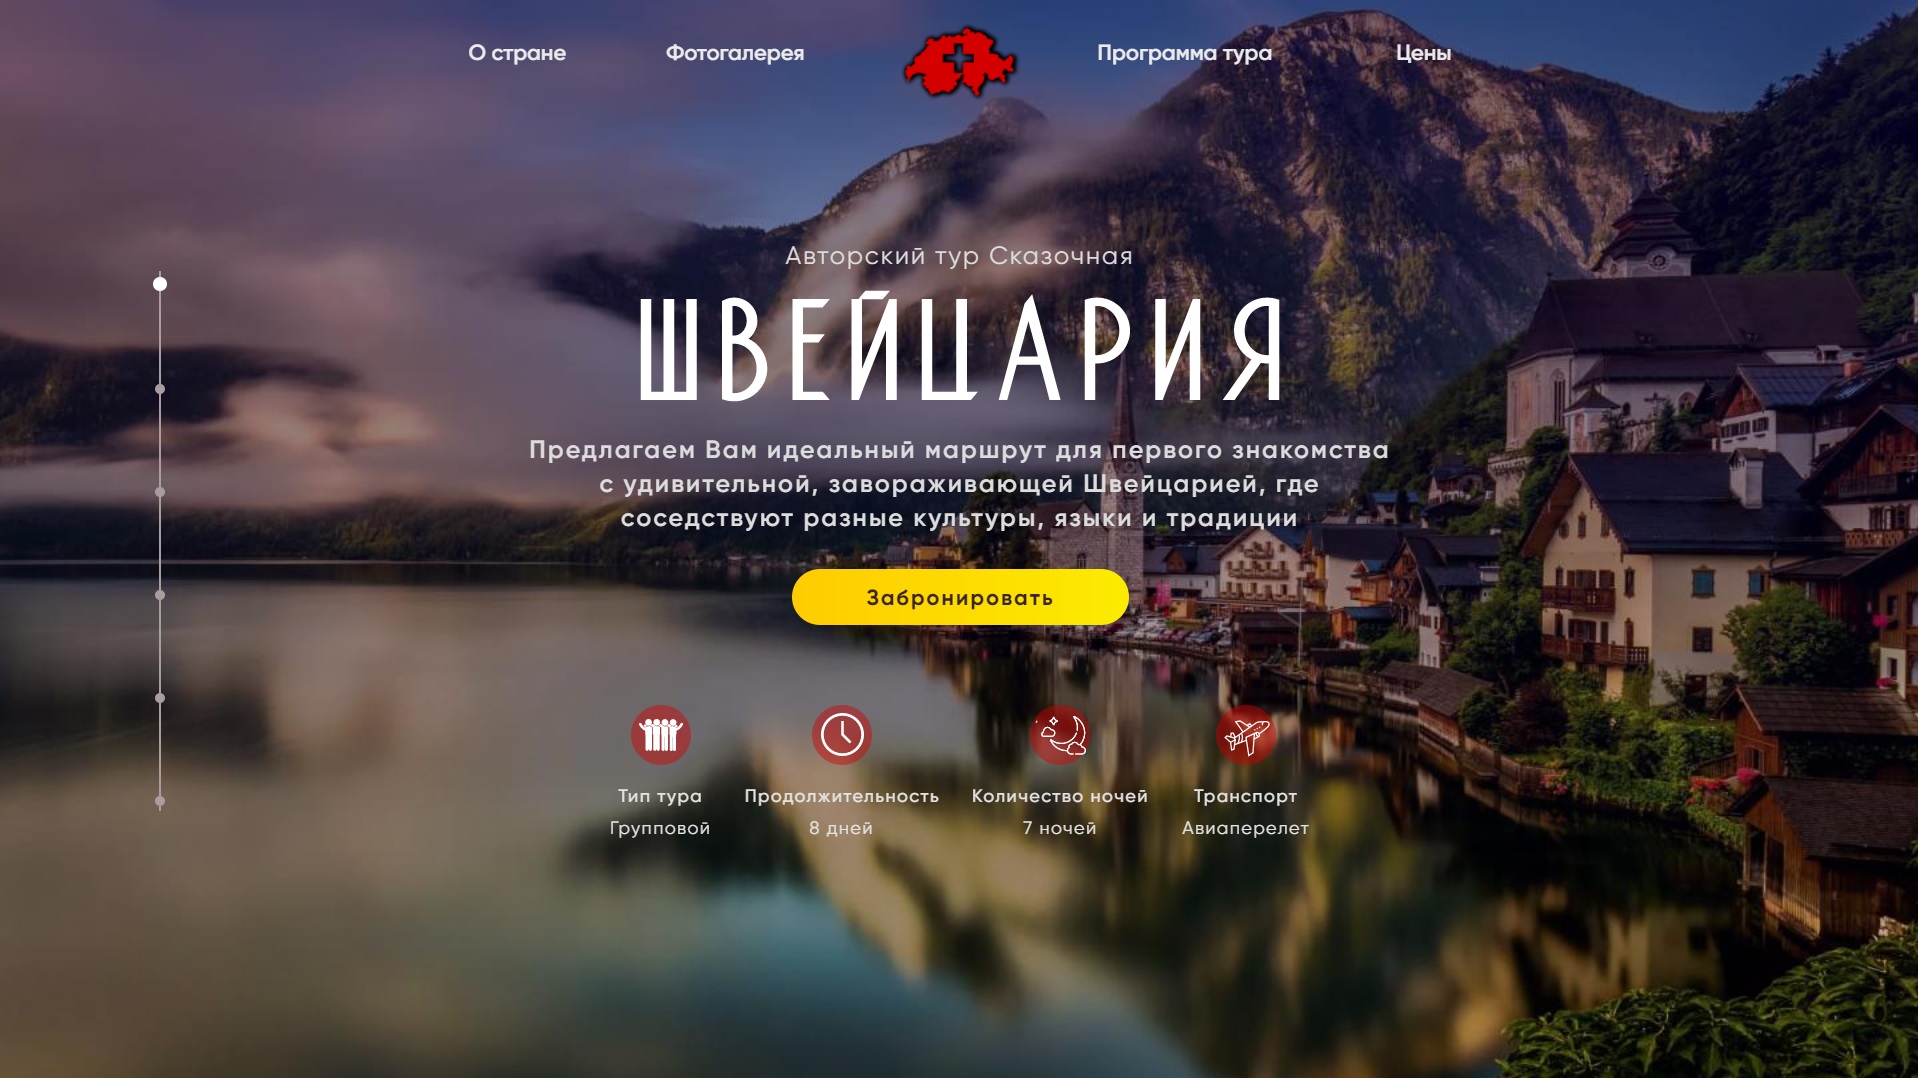 О стране
Фотогалерея
Программа тура
Цены
Авторский тур Сказочная
ШВЕЙЦАРИЯ
Предлагаем Вам идеальный маршрут для первого знакомства
с удивительной, завораживающей Швейцарией, где
соседствуют разные культуры, языки и традиции
Забронировать
Тип тура
Групповой
Продолжительность
8 дней
Количество ночей
7 ночей
Транспорт
Авиаперелет